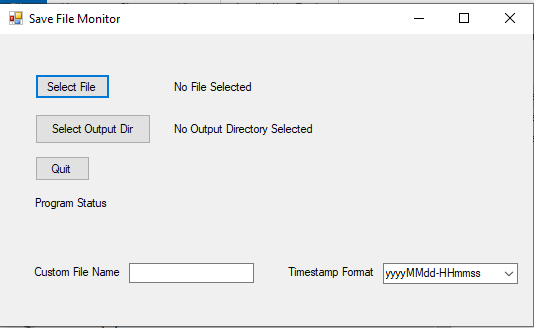 Save File Monitor
Select File No File Selected
Select Output Dir No Output Directory Selected
Quit
Program Status
Custom File Name Timestamp Format yyyyMMdd-HHmmss